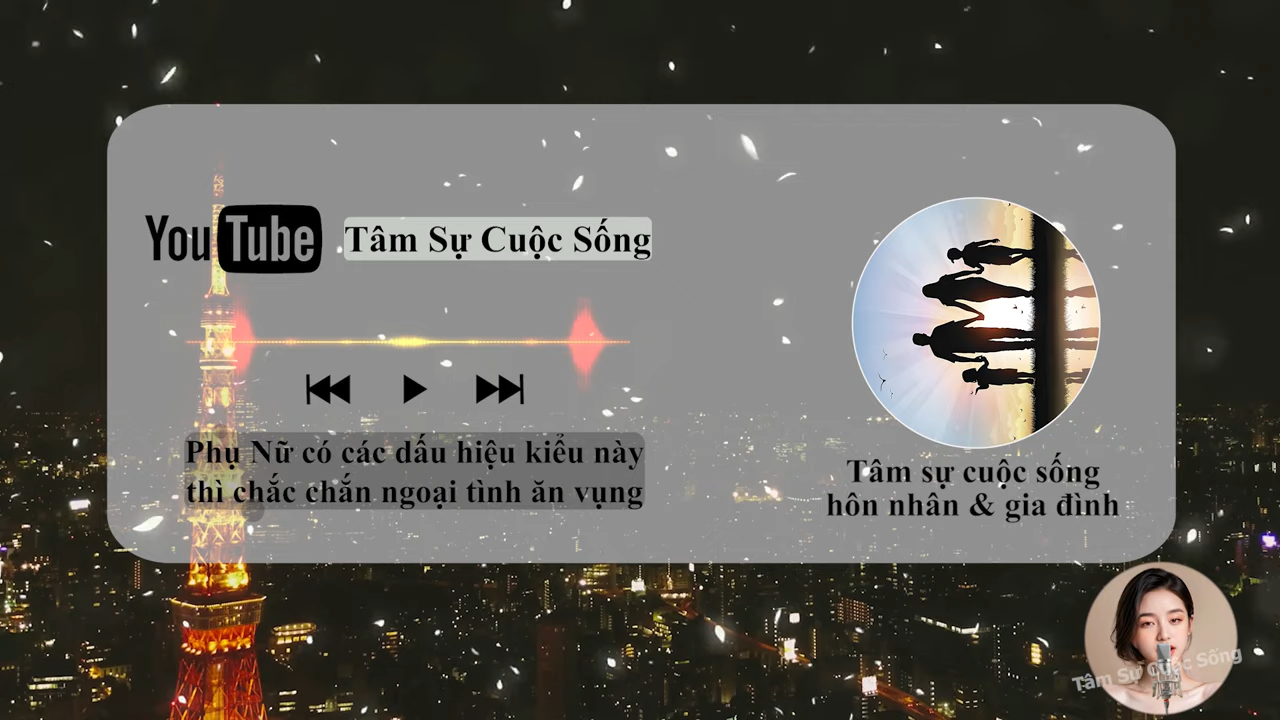 YouTube
Tâm Sự Cuộc Sống
Phụ Nữ có các dấu hiệu kiểu này
thì chắc chắn ngoại tình ăn vụng
Tâm sự cuộc sống
hôn nhân & gia đình
Tâm Sự Cuộc Sống